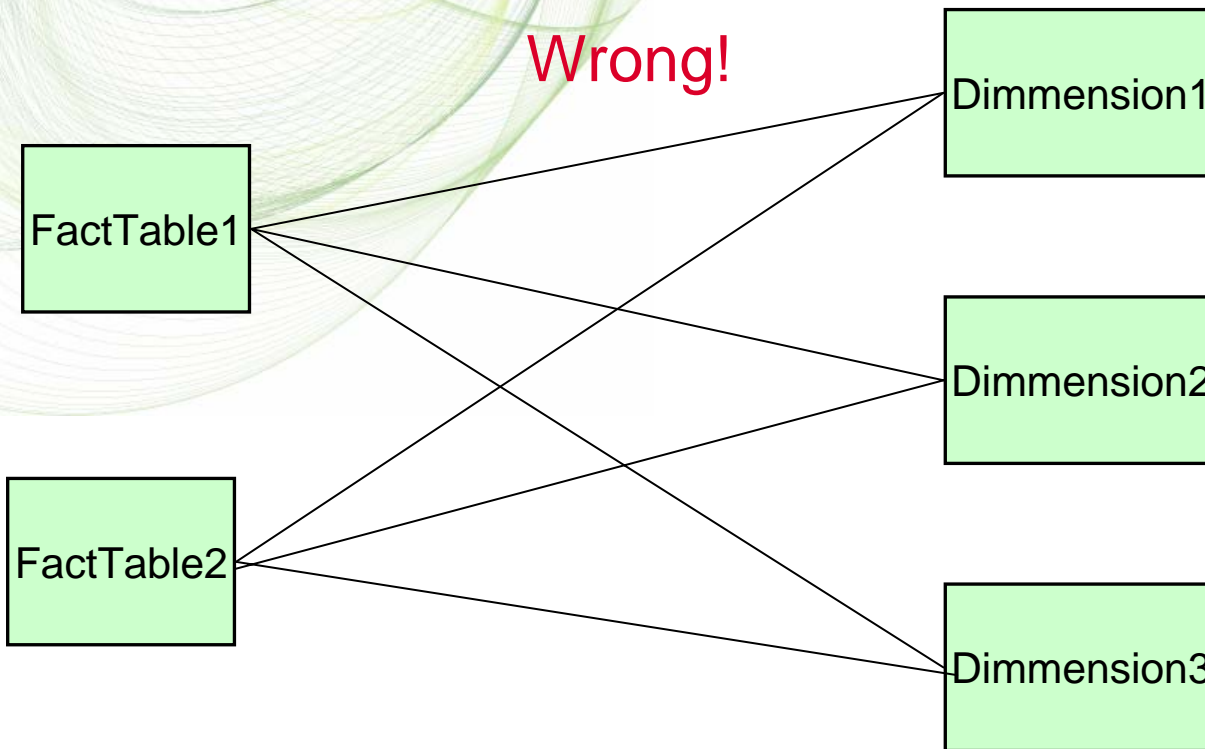 Wrong!
Dimmension1
FactTable1
Dimmension2
FactTable2
Dimmension3